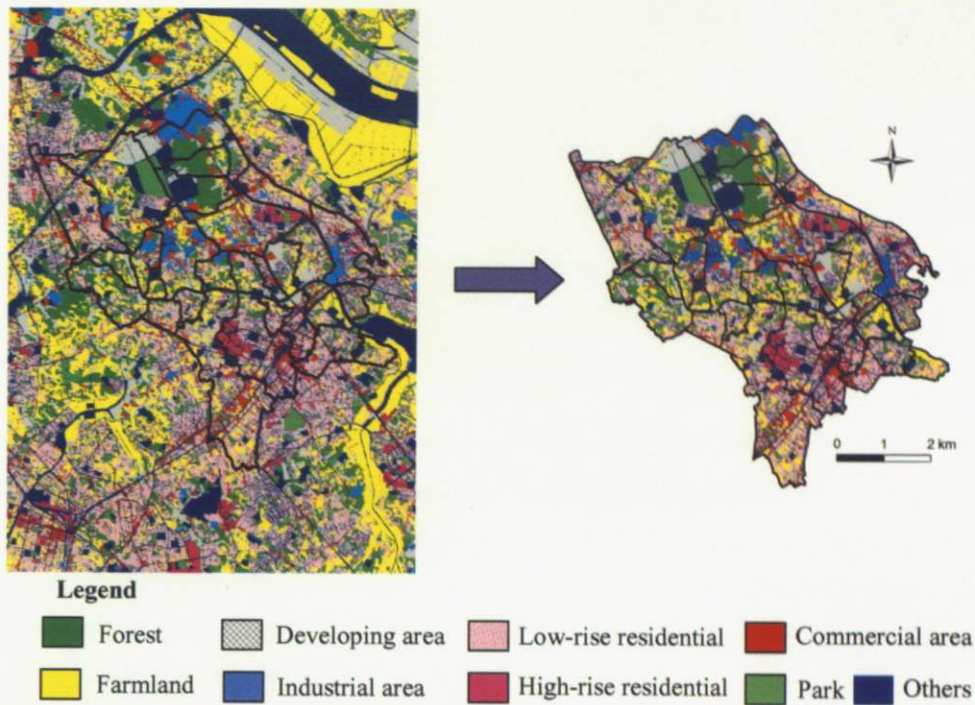 N
0 1 2 km
Legend
Forest Developing area Low-rise residential Commercial area
Farmland Industrial area High-rise residential Park Others